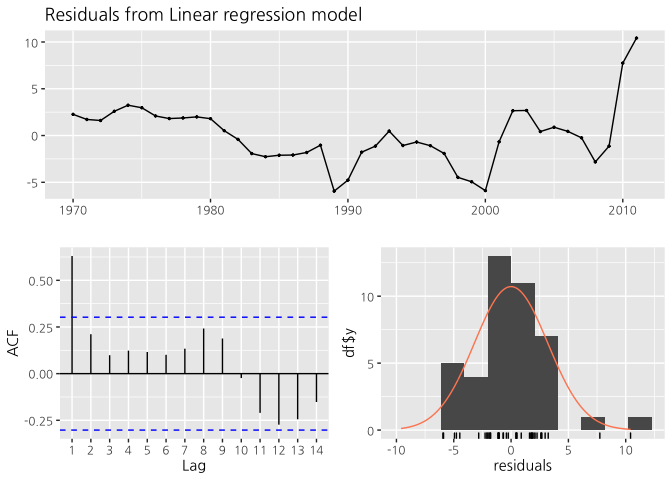 Residuals from Linear regression model
10
5
0
-5
1970 1980 1990 2000 2010
ACF
0.50
0.25
0.00
-0.25
1 2 3 4 5 6 7 8 9 10 11 12 13 14
Lag
df$y
10
5
0
-10 -5 0 5 10
residuals